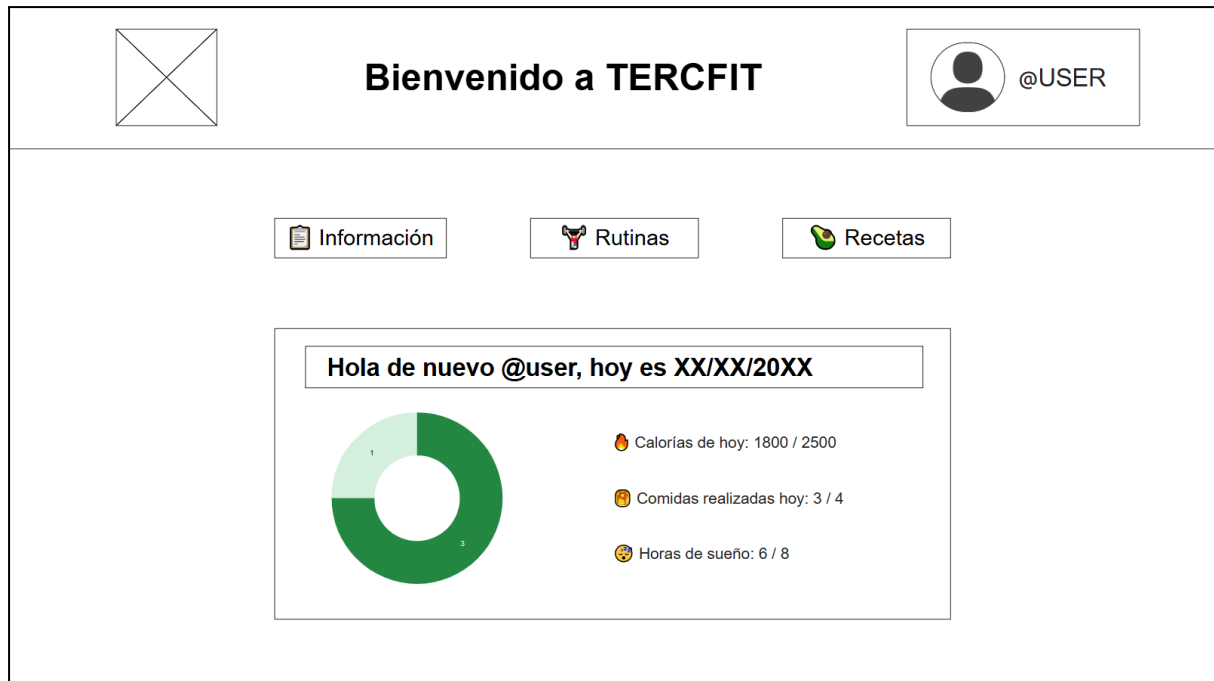 Bienvenido a TERCFIT
@USER
📋 Información
🏋️ Rutinas
🥑 Recetas
Hola de nuevo @user, hoy es XX/XX/20XX
1
3
🔥 Calorías de hoy: 1800 / 2500
🍱 Comidas realizadas hoy: 3 / 4
😴 Horas de sueño: 6 / 8